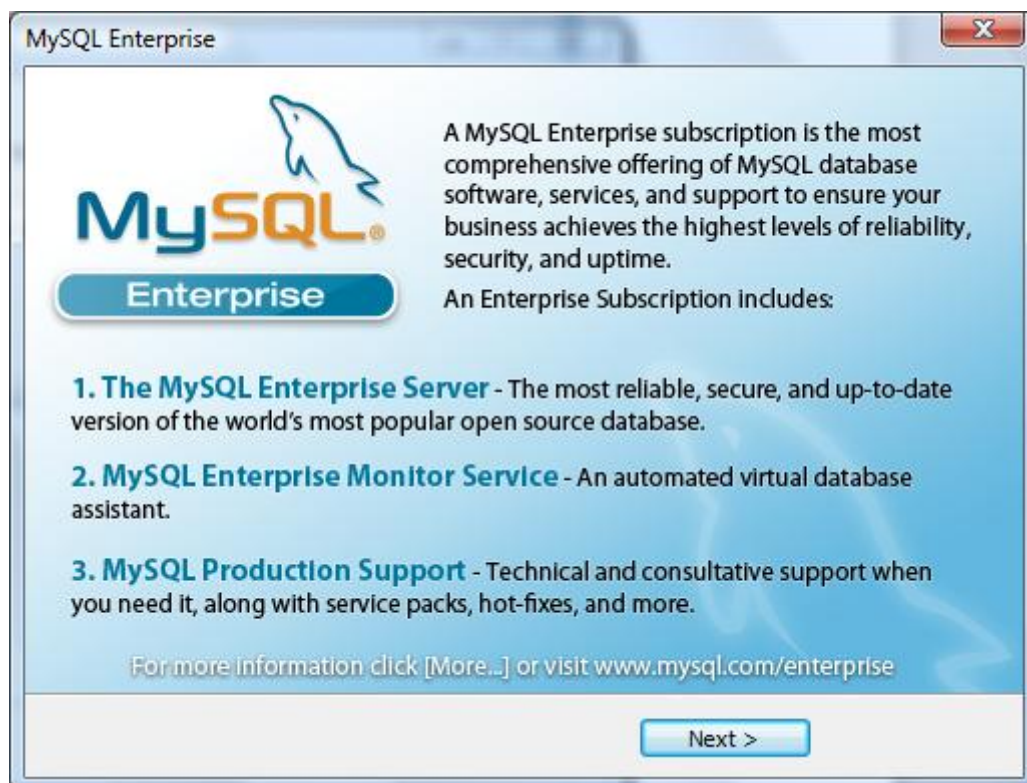 MySQL Enterprise
MySQL®
Enterprise
A MySQL Enterprise subscription is the most
comprehensive offering of MySQL database
software, services, and support to ensure your
business achieves the highest levels of reliability,
security, and uptime.
An Enterprise Subscription includes:
1. The MySQL Enterprise Server - The most reliable, secure, and up-to-date
version of the world's most popular open source database.
2. MySQL Enterprise Monitor Service - An automated virtual database
assistant.
3. MySQL Production Support - Technical and consultative support when
you need it, along with service packs, hot-fixes, and more.
For more information click [More...] or visit www.mysql.com/enterprise
Next >